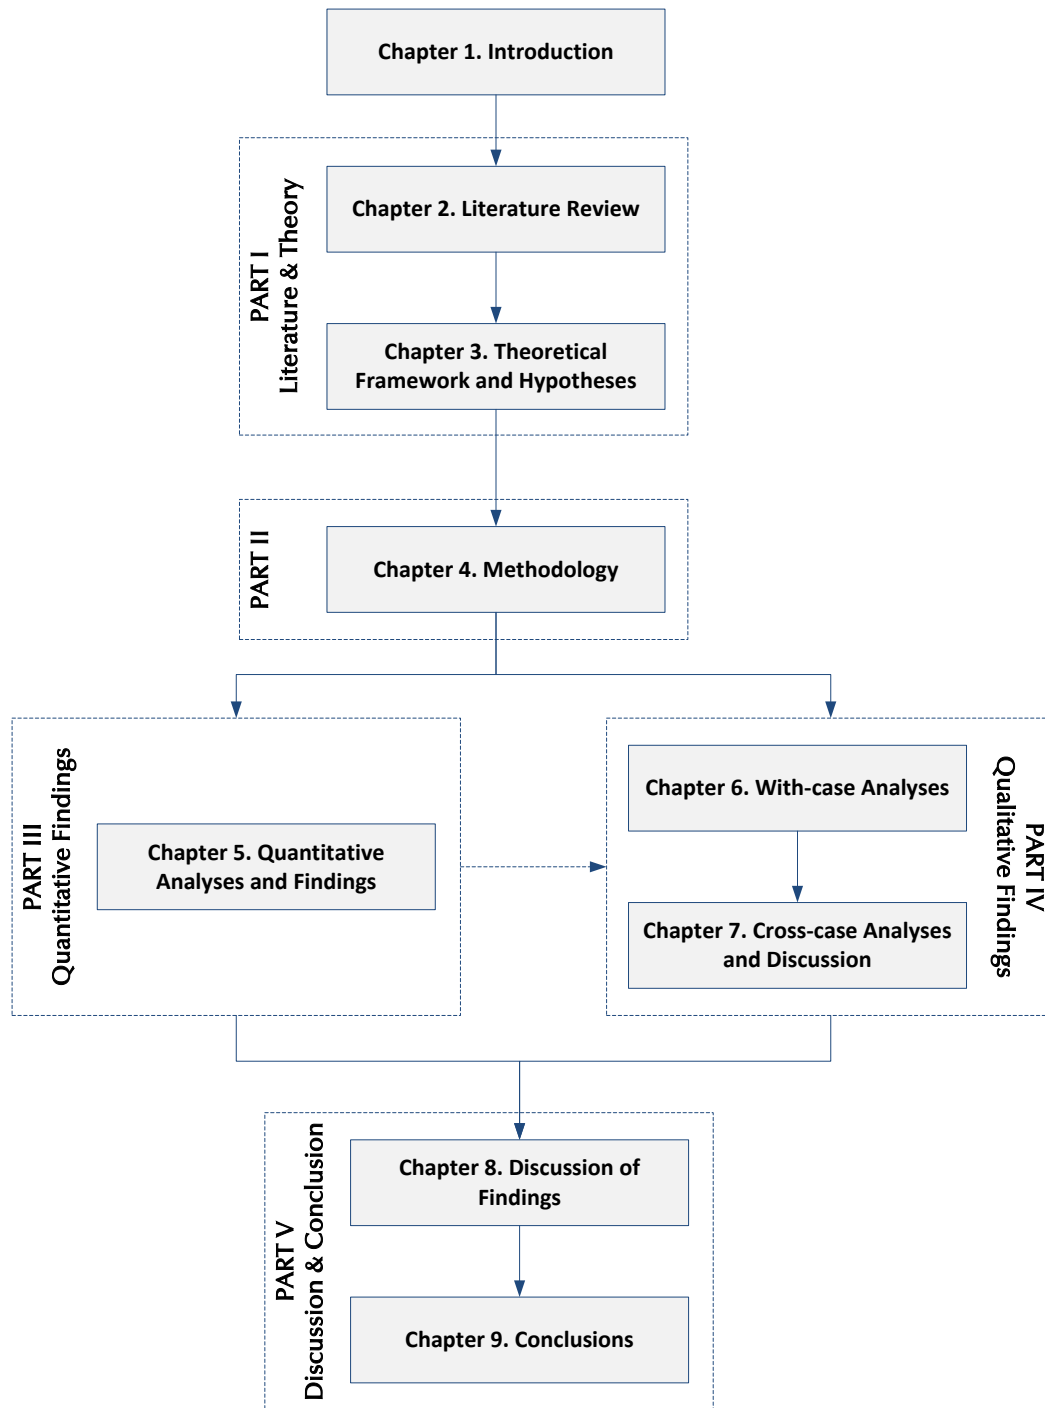 Chapter 1. Introduction
PART I
Literature & Theory
Chapter 2. Literature Review
Chapter 3. Theoretical
Framework and Hypotheses
PART II
Chapter 4. Methodology
PART III
Quantitative Findings
Chapter 5. Quantitative
Analyses and Findings
Chapter 6. With-case Analyses
Chapter 7. Cross-case Analyses
and Discussion
PART IV
Qualitative Findings
PART V
Discussion & Conclusion
Chapter 8. Discussion of
Findings
Chapter 9. Conclusions